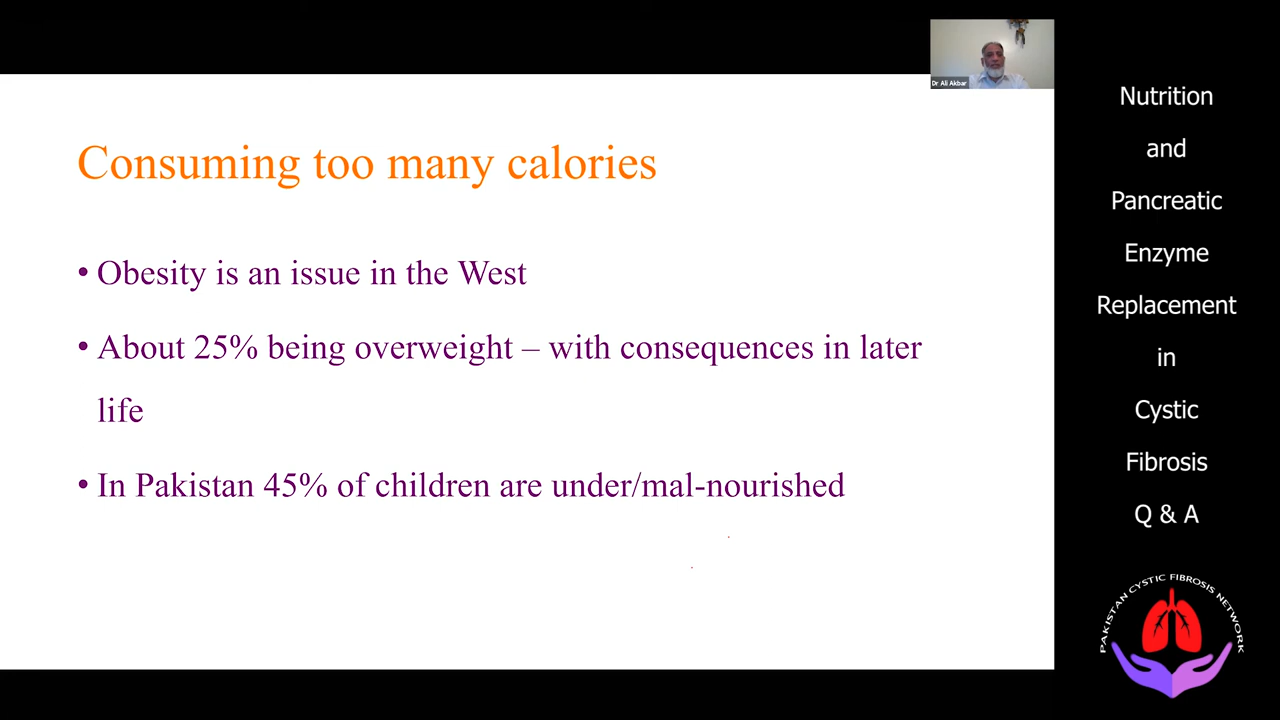 Dr Ali Akbar
Consuming too many calories
• Obesity is an issue in the West
• About 25% being overweight – with consequences in later
life
• In Pakistan 45% of children are under/mal-nourished
Nutrition
and
Pancreatic
Enzyme
Replacement
in
Cystic
Fibrosis
Q & A
PAKISTAN CYSTIC FIBROSIS NETWORK